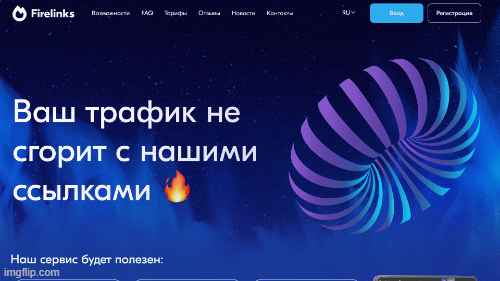 Firelinks Возможности FAQ Тарифы Отзывы Новости Контакты RU Вход Регистрация
Ваш трафик не
сгорит с нашими
ссылками 🔥
Наш сервис будет полезен:
imgflip.com